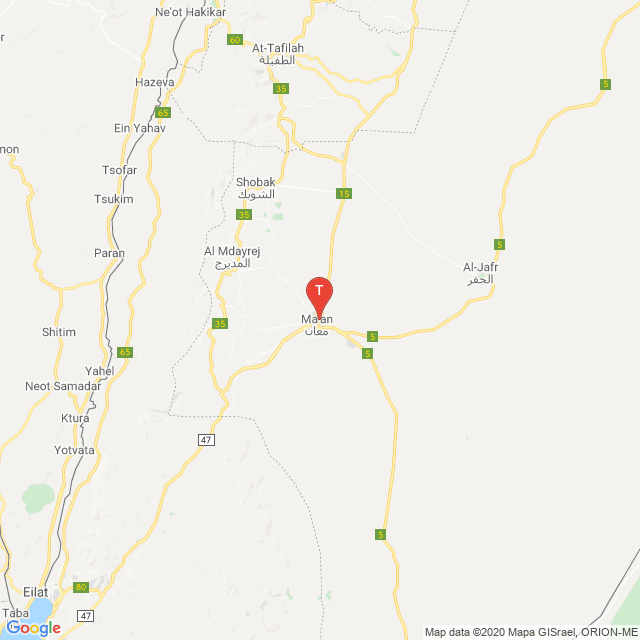 Ne'ot Hakikar
60
At-Tafilah
الطفيلة
Hazeva
35
5
65
Ein Yahav
Tsofar
Shobak
الشوبك
15
Tsukim
35
5
Paran
Al Mdayrej
المديرج
Al-Jafr
الجفر
T
Ma'an
معان
35
5
Shitim
65
5
Yahel
Neot Samadar
Ktura
47
Yotvata
5
80
Eilat
Taba
47
Google
Map data ©2020 Mapa GISrael, ORION-ME